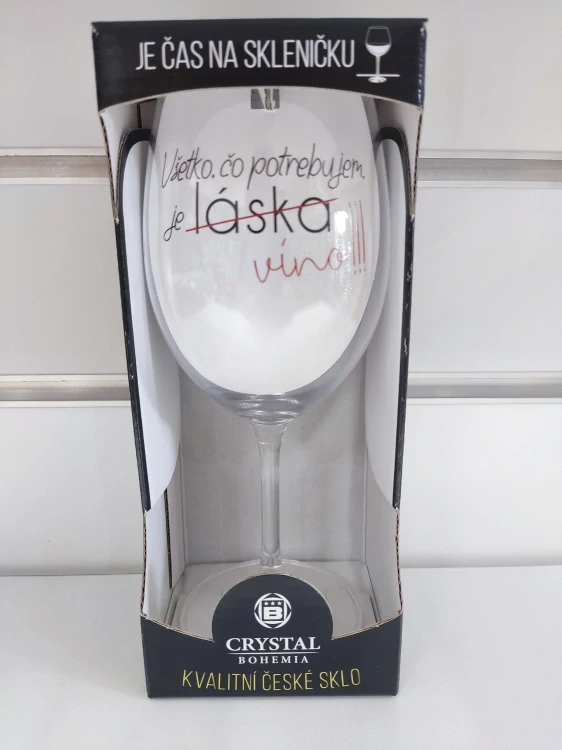 JE ČAS NA SKLENIČKU
Všetko, čo potrebujem,
je láska
víno!!!
B
CRYSTAL
BOHEMIA
KVALITNÍ ČESKÉ SKLO